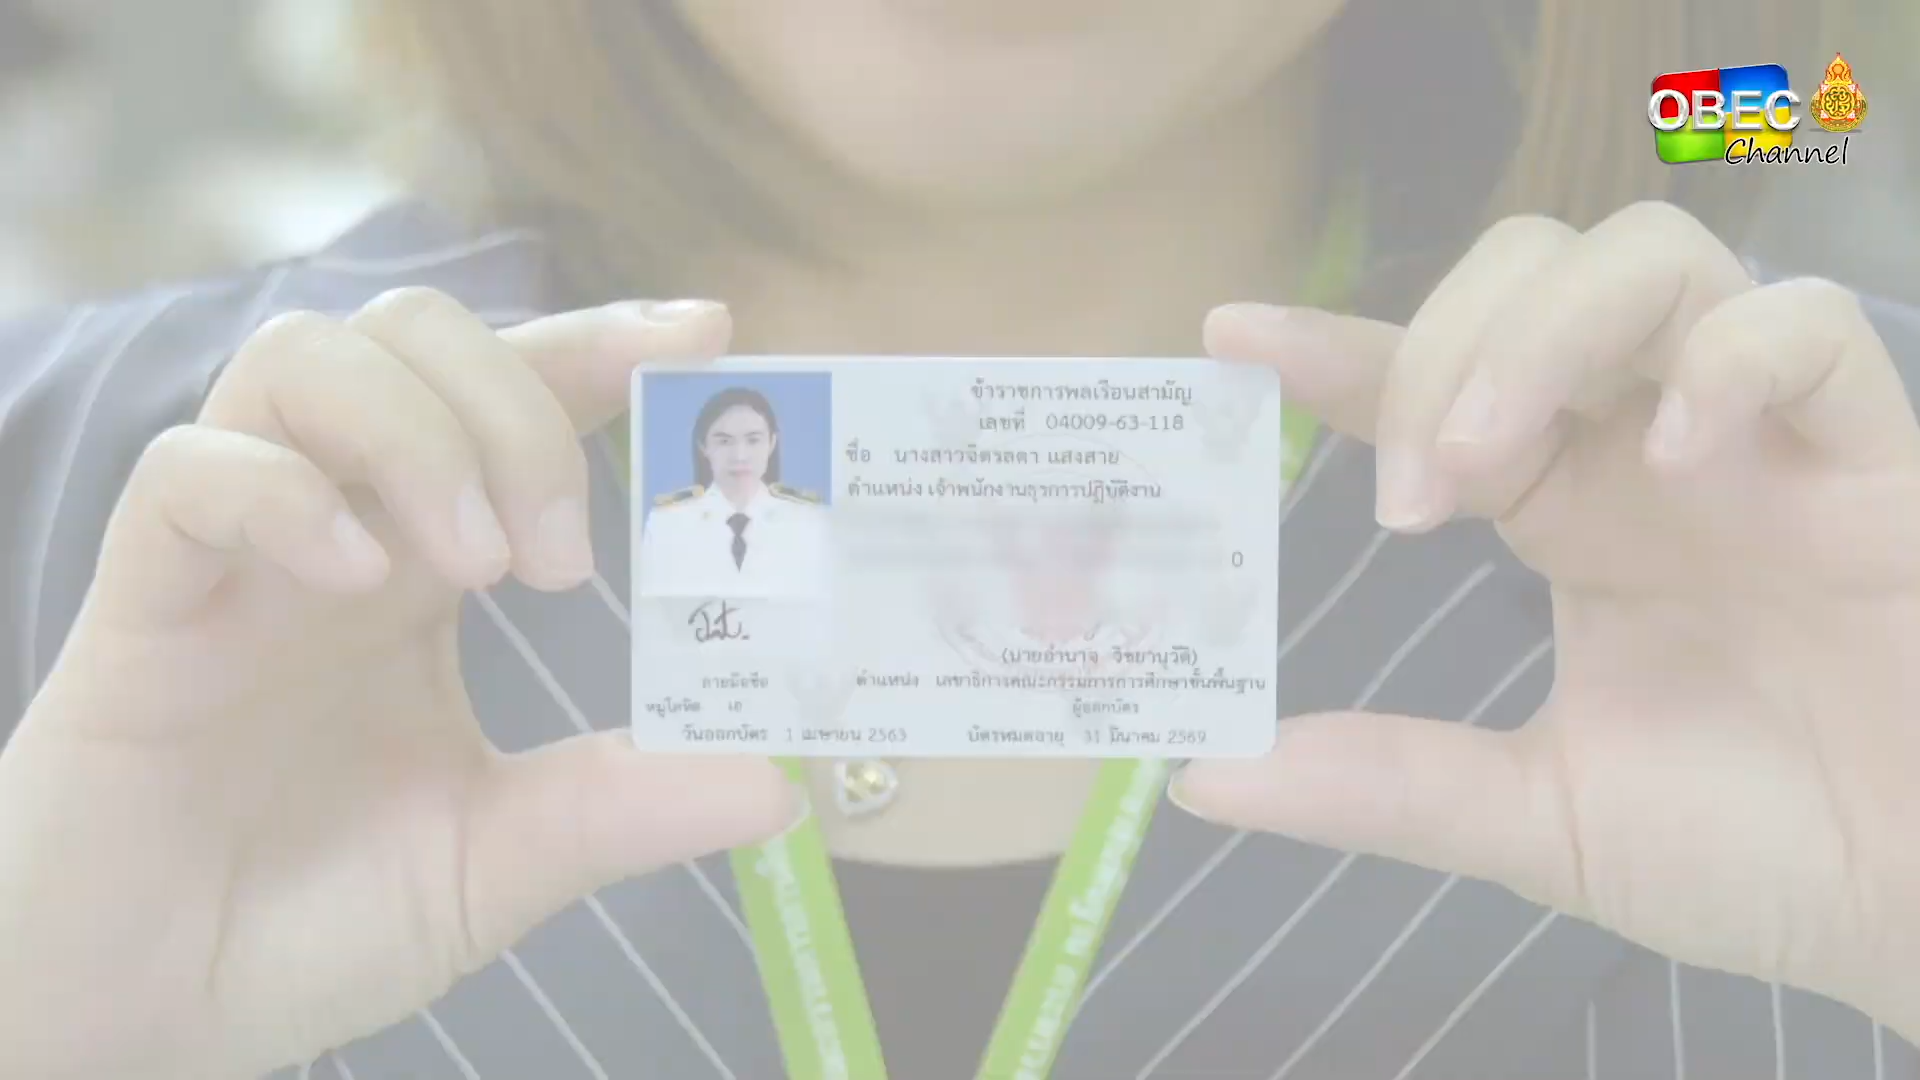 OBEC
Channel
ข้าราชการพลเรือนสามัญ
เลขที่ 04009-63-118
ชื่อ นางสาวจิตรลดา แสงสาย
ตำแหน่ง เจ้าพนักงานธุรการปฏิบัติงาน
0
(นายอำนาจ วิชยานุวัติ)
ลายมือชื่อ
ตำแหน่ง เลขาธิการคณะกรรมการการศึกษาขั้นพื้นฐาน
หมู่โลหิต เอ
ผู้ออกบัตร
วันออกบัตร 1 เมษายน 2563
บัตรหมดอายุ 31 มีนาคม 2569